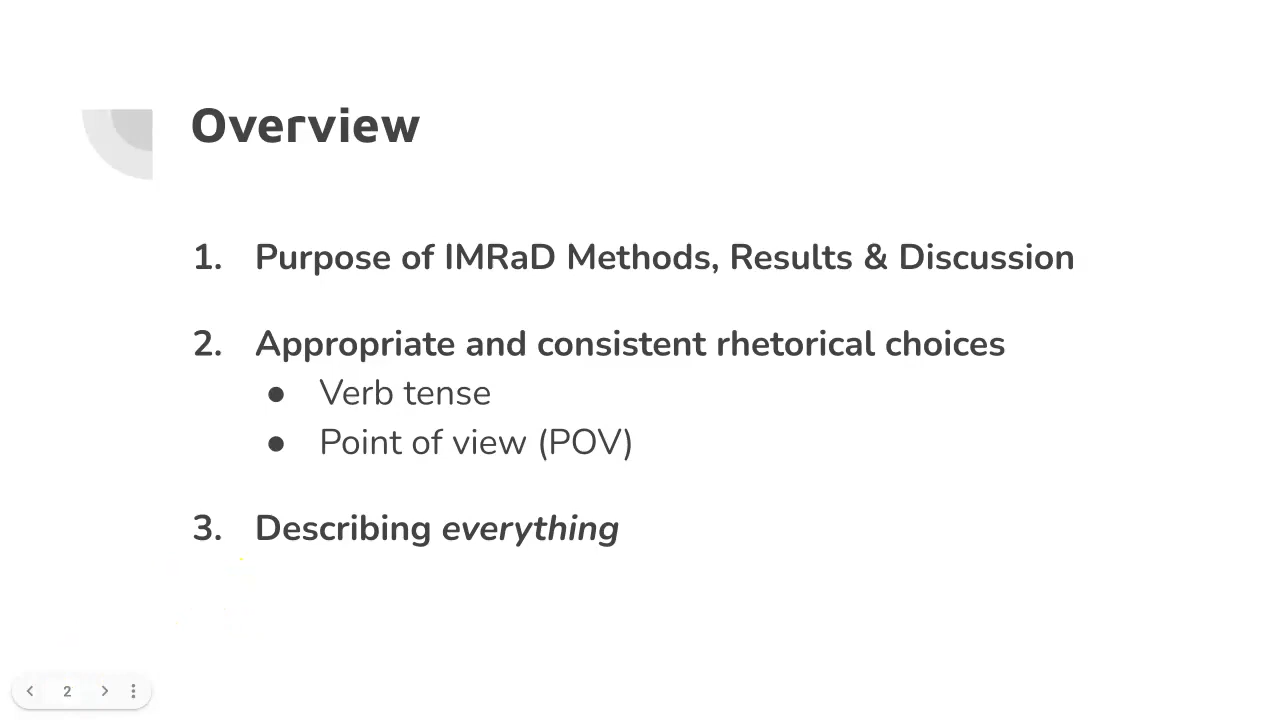 Overview
1. Purpose of IMRaD Methods, Results & Discussion
2. Appropriate and consistent rhetorical choices
● Verb tense
● Point of view (POV)
3. Describing everything
2